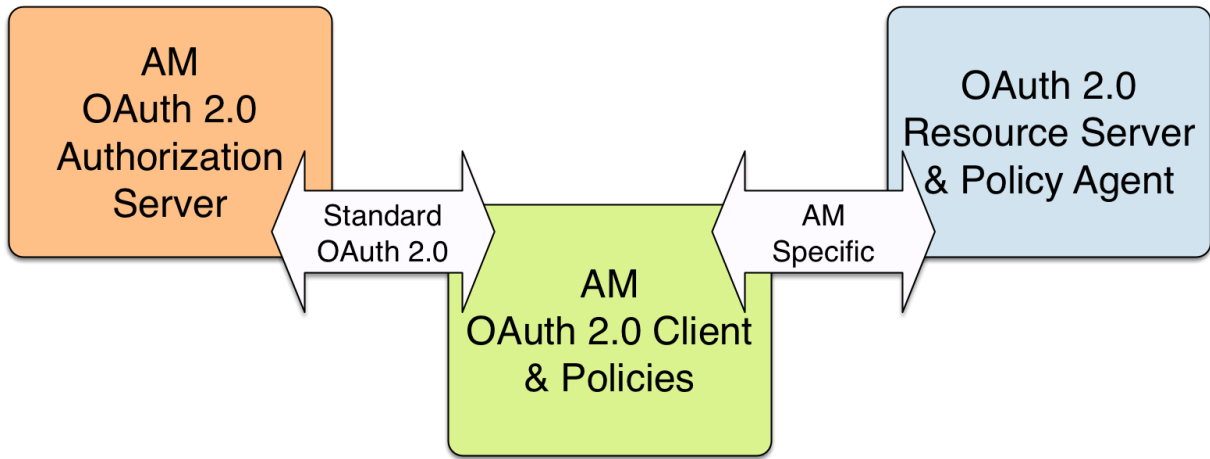 AM
OAuth 2.0
Authorization
Server
Standard
OAuth 2.0
AM
OAuth 2.0 Client
& Policies
AM
Specific
OAuth 2.0
Resource Server
& Policy Agent